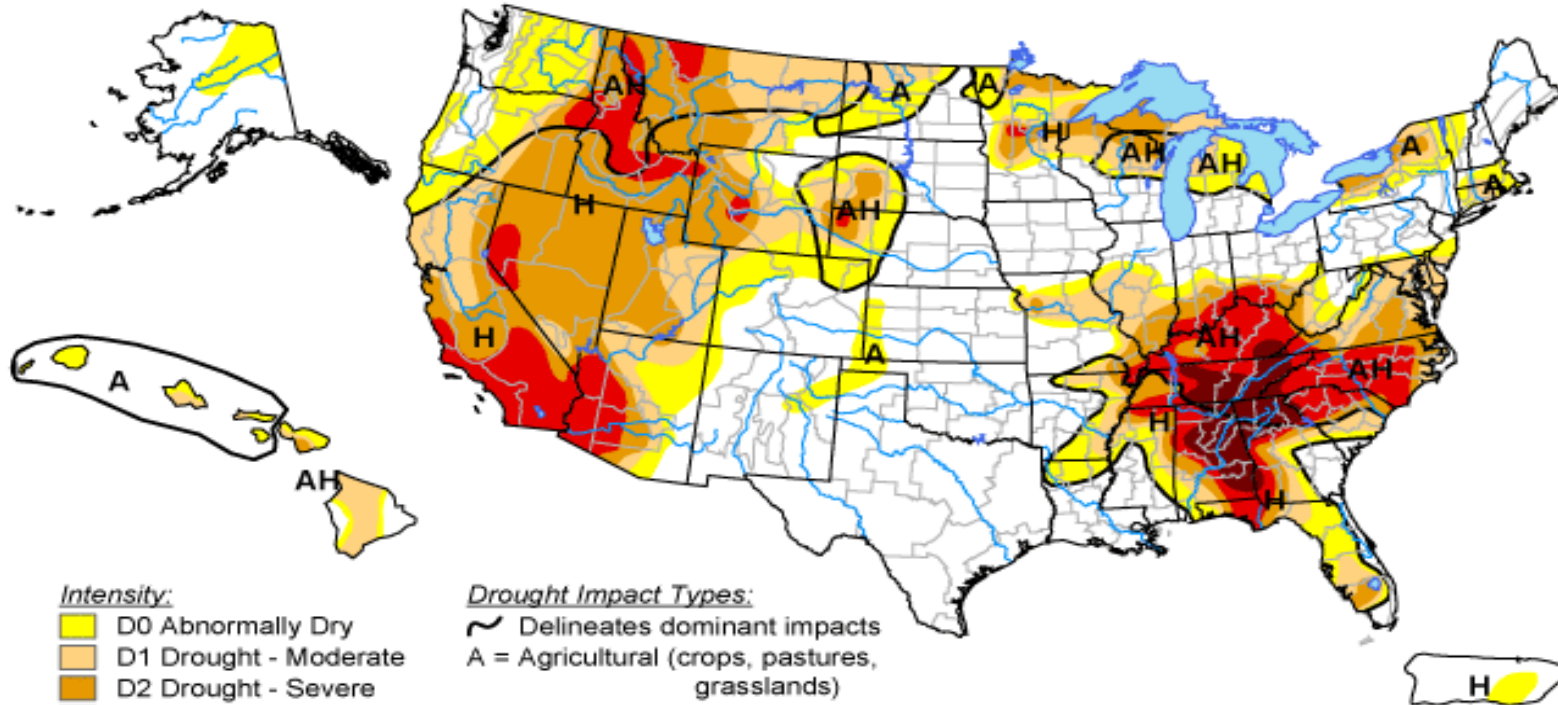 AH
A
A
H
A
AH
AH
A
H
AH
H
A
A
AH
AH
H
AH
H
Intensity:
D0 Abnormally Dry
D1 Drought - Moderate
D2 Drought - Severe
Drought Impact Types:
Delineates dominant impacts
A = Agricultural (crops, pastures,
grasslands)
H